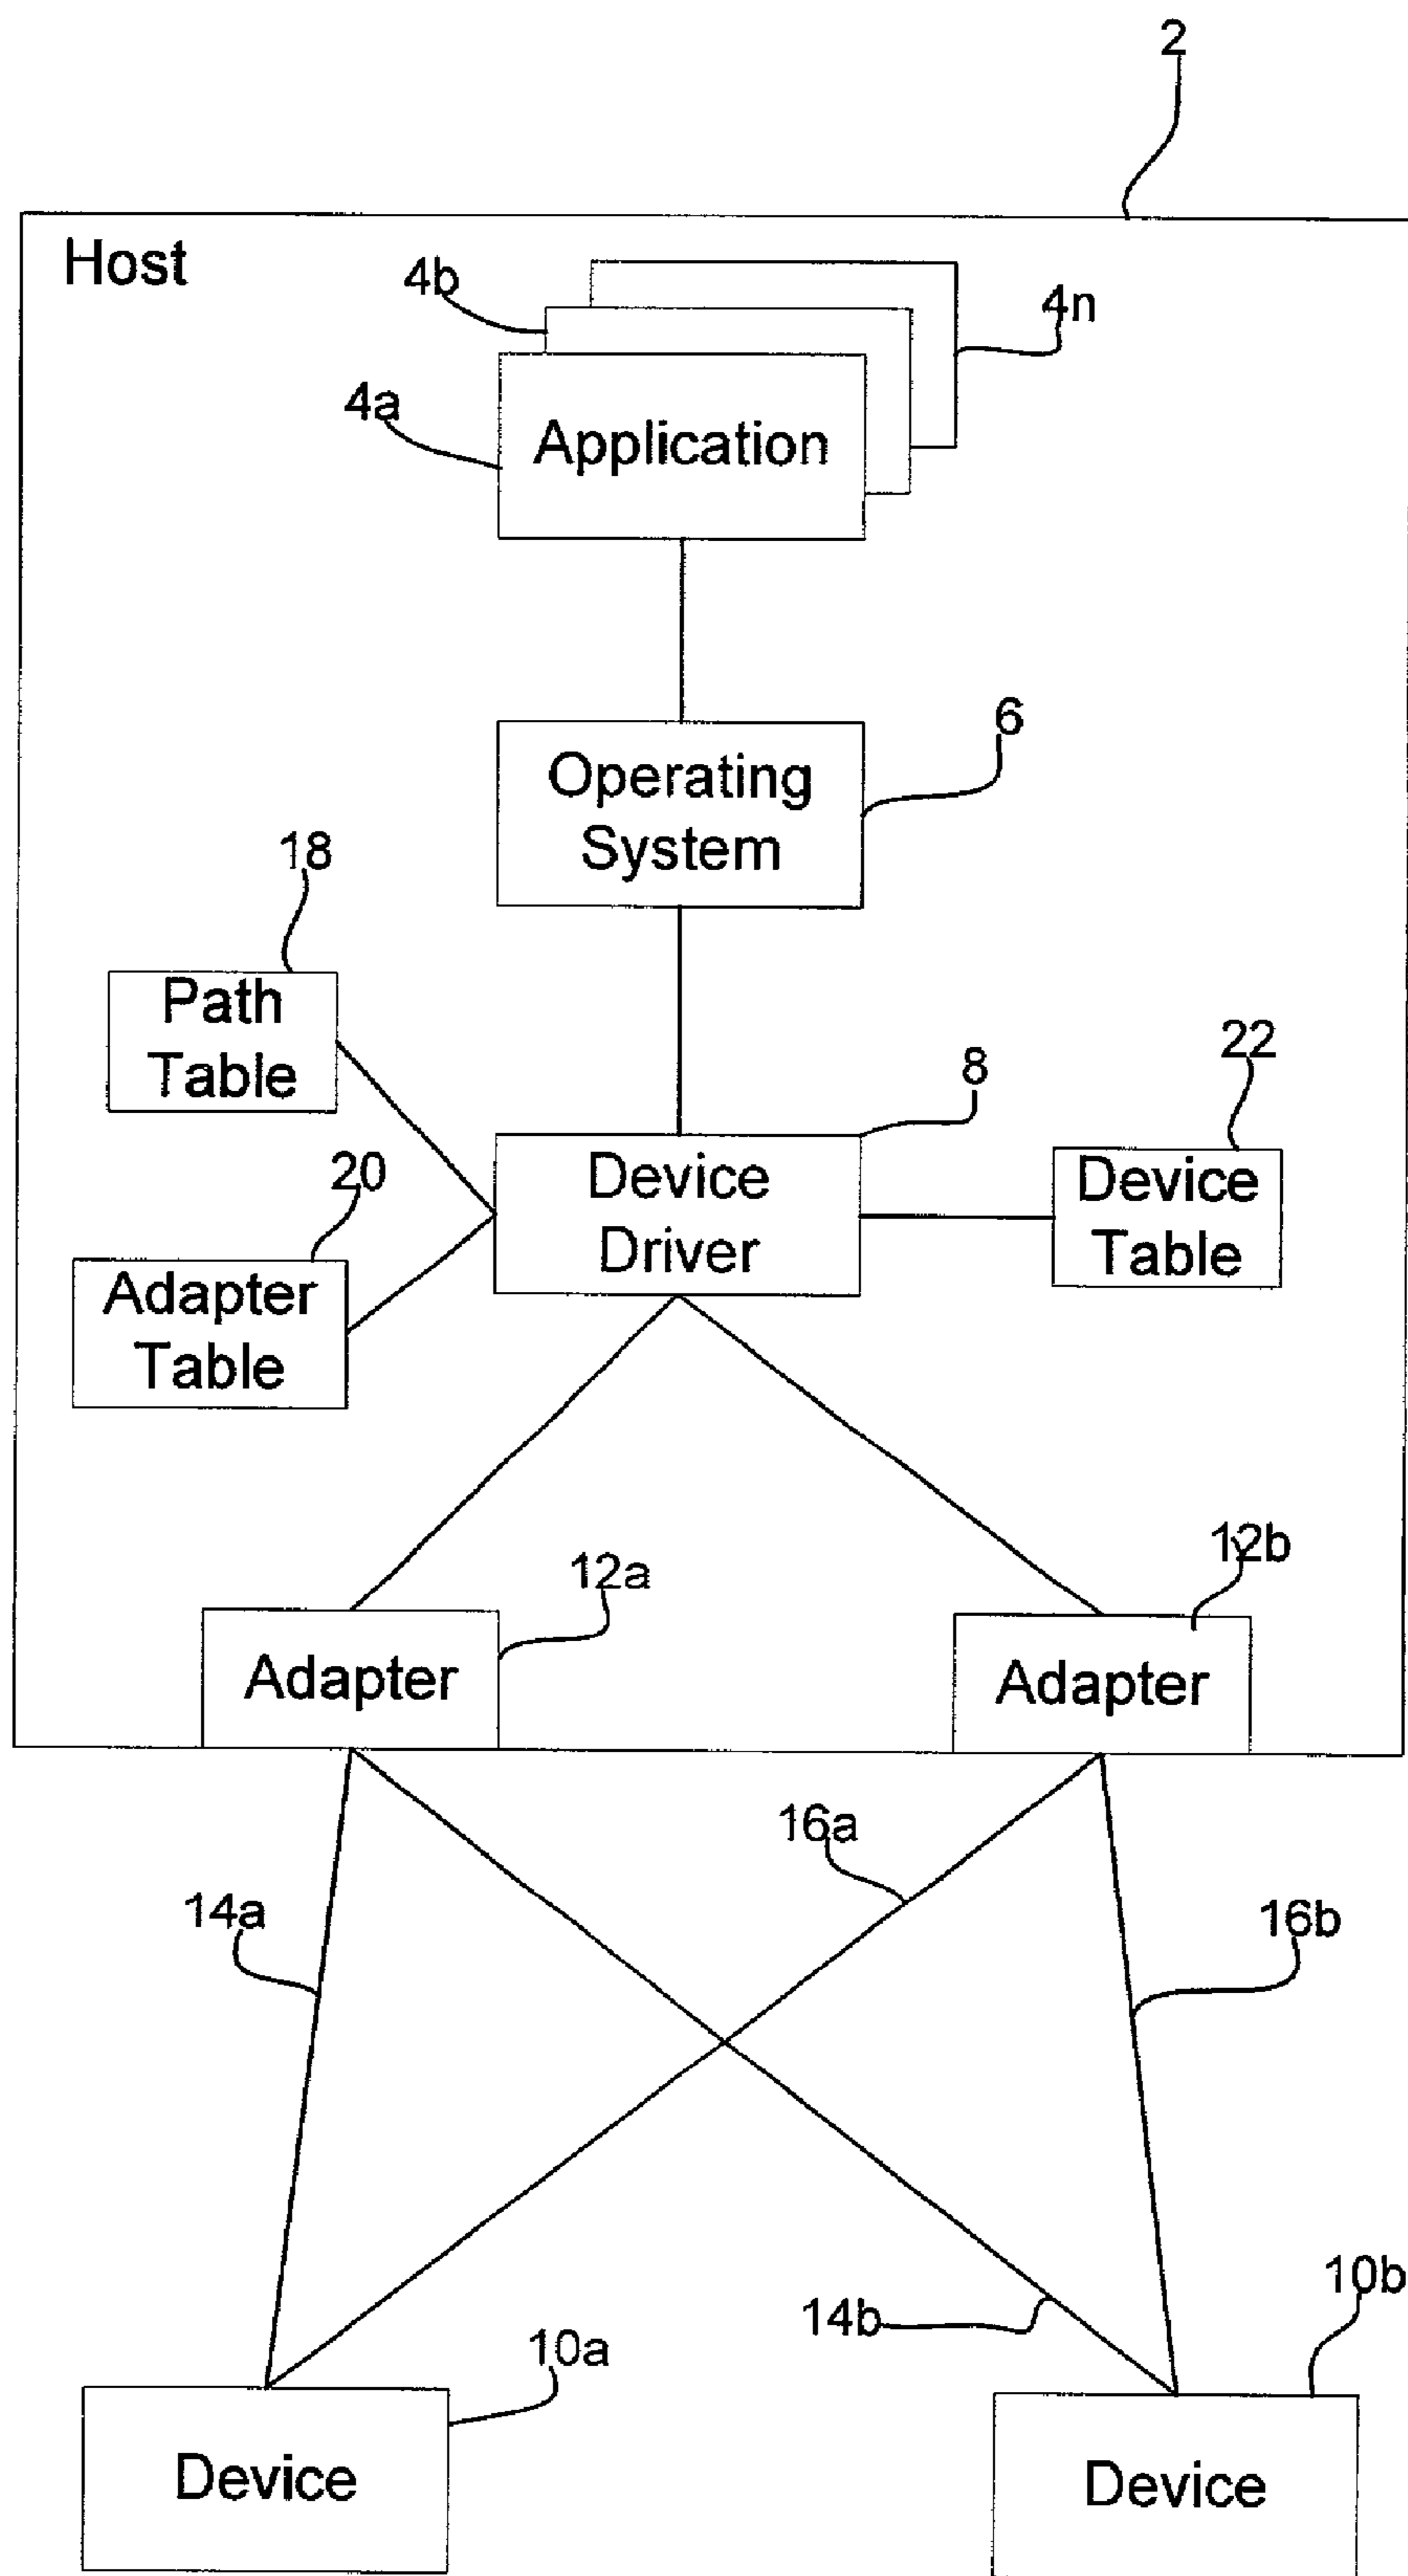 2
Host
4b
4n
4a
Application
6
Operating
System
18
Path
Table
22
8
Device
Driver
Device
Table
20
Adapter
Table
12b
12a
Adapter
Adapter
16a
14a
16b
10b
14b
10a
Device
Device